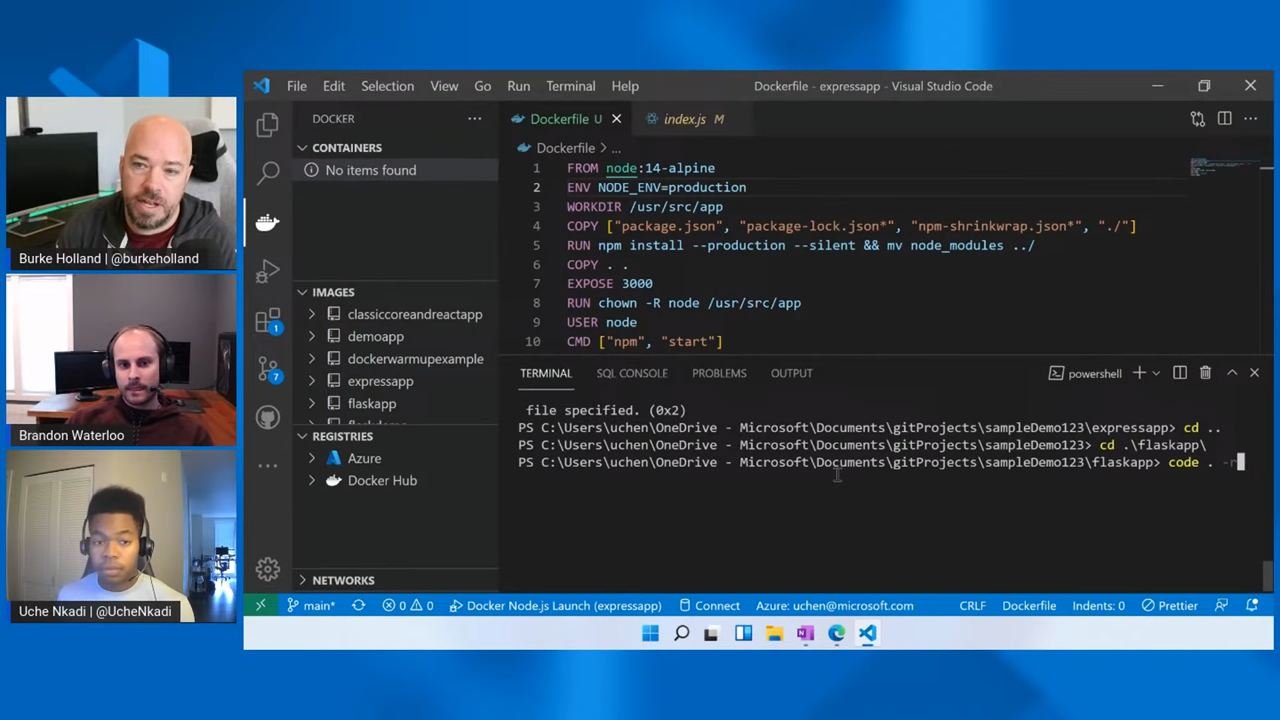 Burke Holland | @burkeholland
Brandon Waterloo
Uche Nkadi | @UcheNkadi
File Edit Selection View Go Run Terminal Help
Dockerfile - expressapp - Visual Studio Code
DOCKER
CONTAINERS
No items found
IMAGES
classiccoreandreactapp
demoapp
dockerwarmupexample
expressapp
flaskapp
REGISTRIES
Azure
Docker Hub
NETWORKS
1
7
Dockerfile U
index.js M
Dockerfile > ...
1 FROM node:14-alpine
2 ENV NODE_ENV=production
3 WORKDIR /usr/src/app
4 COPY ["package.json", "package-lock.json*", "npm-shrinkwrap.json*", "./"]
5 RUN npm install --production --silent && mv node_modules ../
6 COPY . .
7 EXPOSE 3000
8 RUN chown -R node /usr/src/app
9 USER node
10 CMD ["npm", "start"]
TERMINAL SQL CONSOLE PROBLEMS OUTPUT
powershell
file specified. (0x2)
PS C:\Users\uchen\OneDrive - Microsoft\Documents\gitProjects\sampleDemo123\expressapp> cd ..
PS C:\Users\uchen\OneDrive - Microsoft\Documents\gitProjects\sampleDemo123> cd .\flaskapp\
PS C:\Users\uchen\OneDrive - Microsoft\Documents\gitProjects\sampleDemo123\flaskapp> code . -r
main* 0 0 Docker Node.js Launch (expressapp) Connect Azure: uchen@microsoft.com CRLF Dockerfile Indents: 0 Prettier